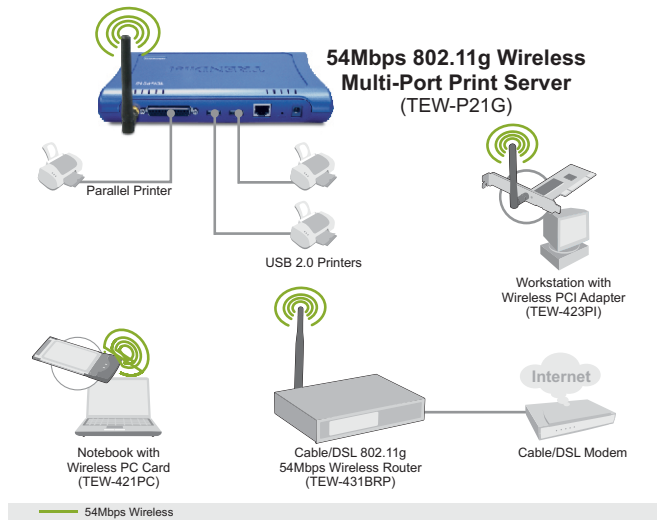 54Mbps 802.11g Wireless
Multi-Port Print Server
(TEW-P21G)
Parallel Printer
USB 2.0 Printers
Workstation with
Wireless PCI Adapter
(TEW-423PI)
Internet
Notebook with
Wireless PC Card
(TEW-421PC)
Cable/DSL 802.11g
54Mbps Wireless Router
(TEW-431BRP)
Cable/DSL Modem
54Mbps Wireless